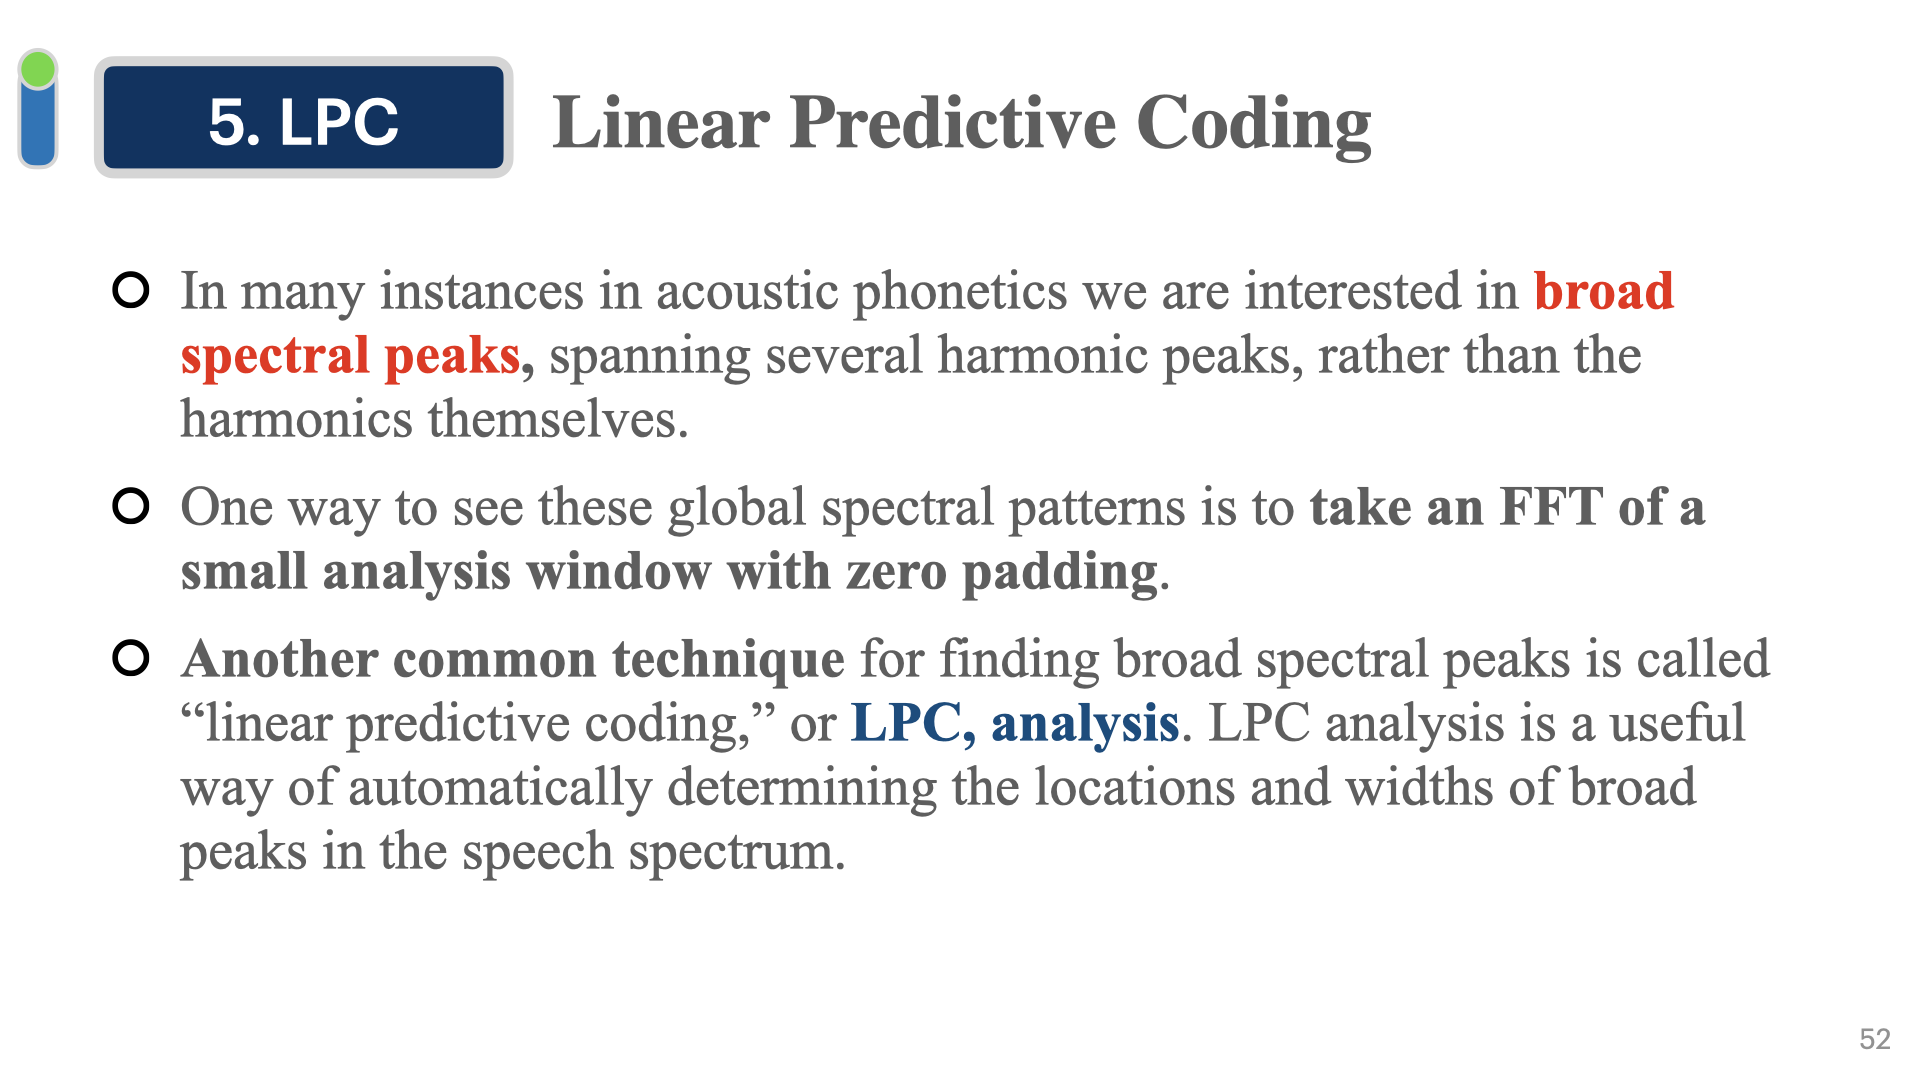 5. LPC
Linear Predictive Coding
In many instances in acoustic phonetics we are interested in broad
spectral peaks, spanning several harmonic peaks, rather than the
harmonics themselves.
One way to see these global spectral patterns is to take an FFT of a
small analysis window with zero padding.
Another common technique for finding broad spectral peaks is called
“linear predictive coding,” or LPC, analysis. LPC analysis is a useful
way of automatically determining the locations and widths of broad
peaks in the speech spectrum.
52